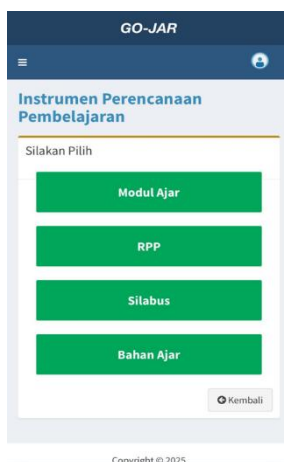 GO-JAR
Instrumen Perencanaan
Pembelajaran
Silakan Pilih
Modul Ajar
RPP
Silabus
Bahan Ajar
Kembali
Copyright © 2025